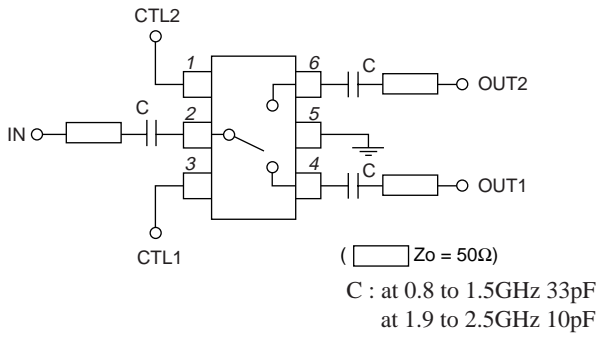 CTL2
1
6
C
OUT2
C
2
5
IN
3
4
C
OUT1
CTL1
( Zo = 50Ω)
C : at 0.8 to 1.5GHz 33pF
at 1.9 to 2.5GHz 10pF